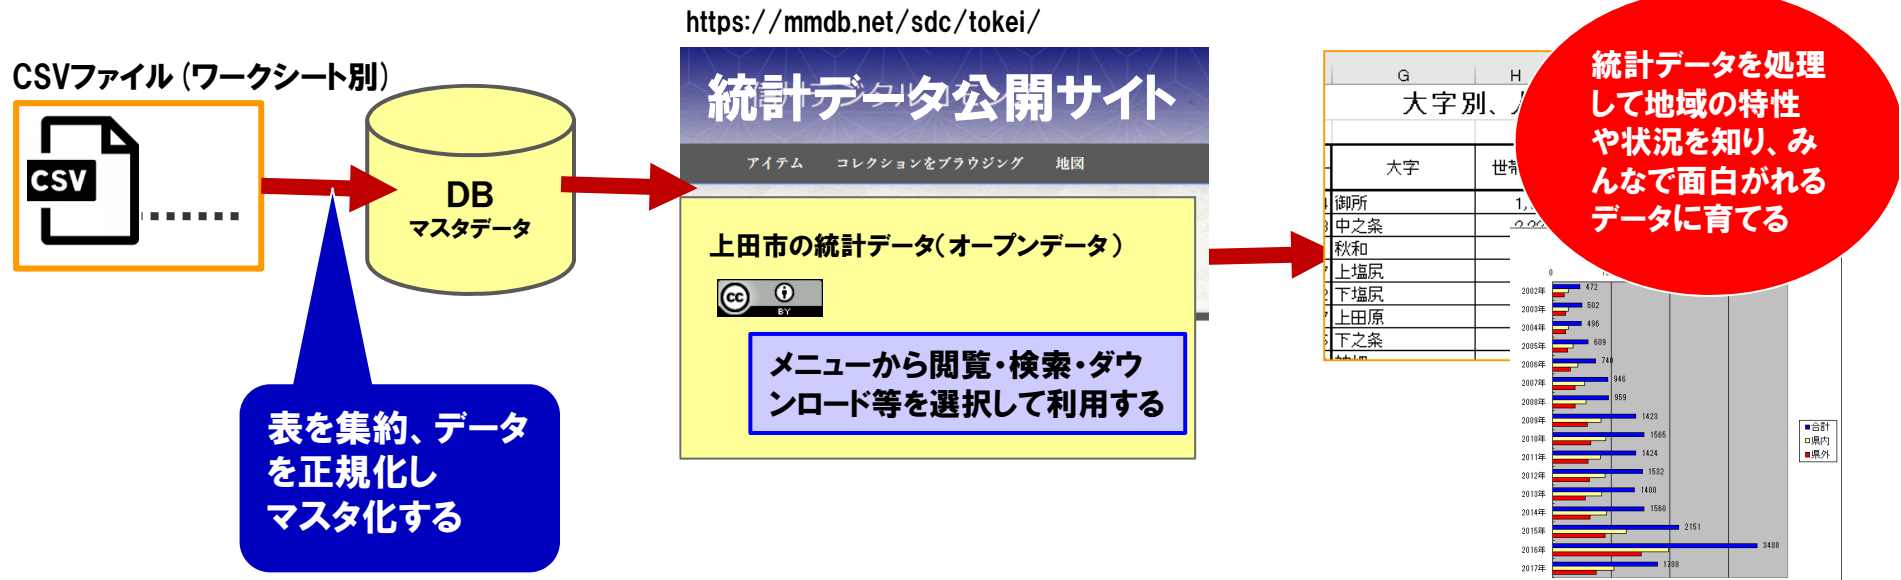 https://mmdb.net/sdc/tokei/
CSVファイル（ワークシート別）
CSV
DB
マスタデータ
表を集約、データ
を正規化し
マスタ化する
統計データ公開サイト
アイテム コレクションをブラウジング 地図
上田市の統計データ（オープンデータ）
cc
BY
メニューから閲覧・検索・ダウ
ンロード等を選択して利用する
統計データを処理
して地域の特性
や状況を知り、み
んなで面白がれる
データに育てる
G H
大字別、
大字
御所
中之条
秋和
上塩尻
下塩尻
上田原
下之条
0
2002年 472
2003年 502
2004年 496
2005年 609
2006年 740
2007年 946
2008年 959
2009年 1423
2010年 1565
2011年 1424
2012年 1532
2013年 1400
2014年 1560
2015年 2151
2016年 3488
2017年 1788
合計
県内
県外